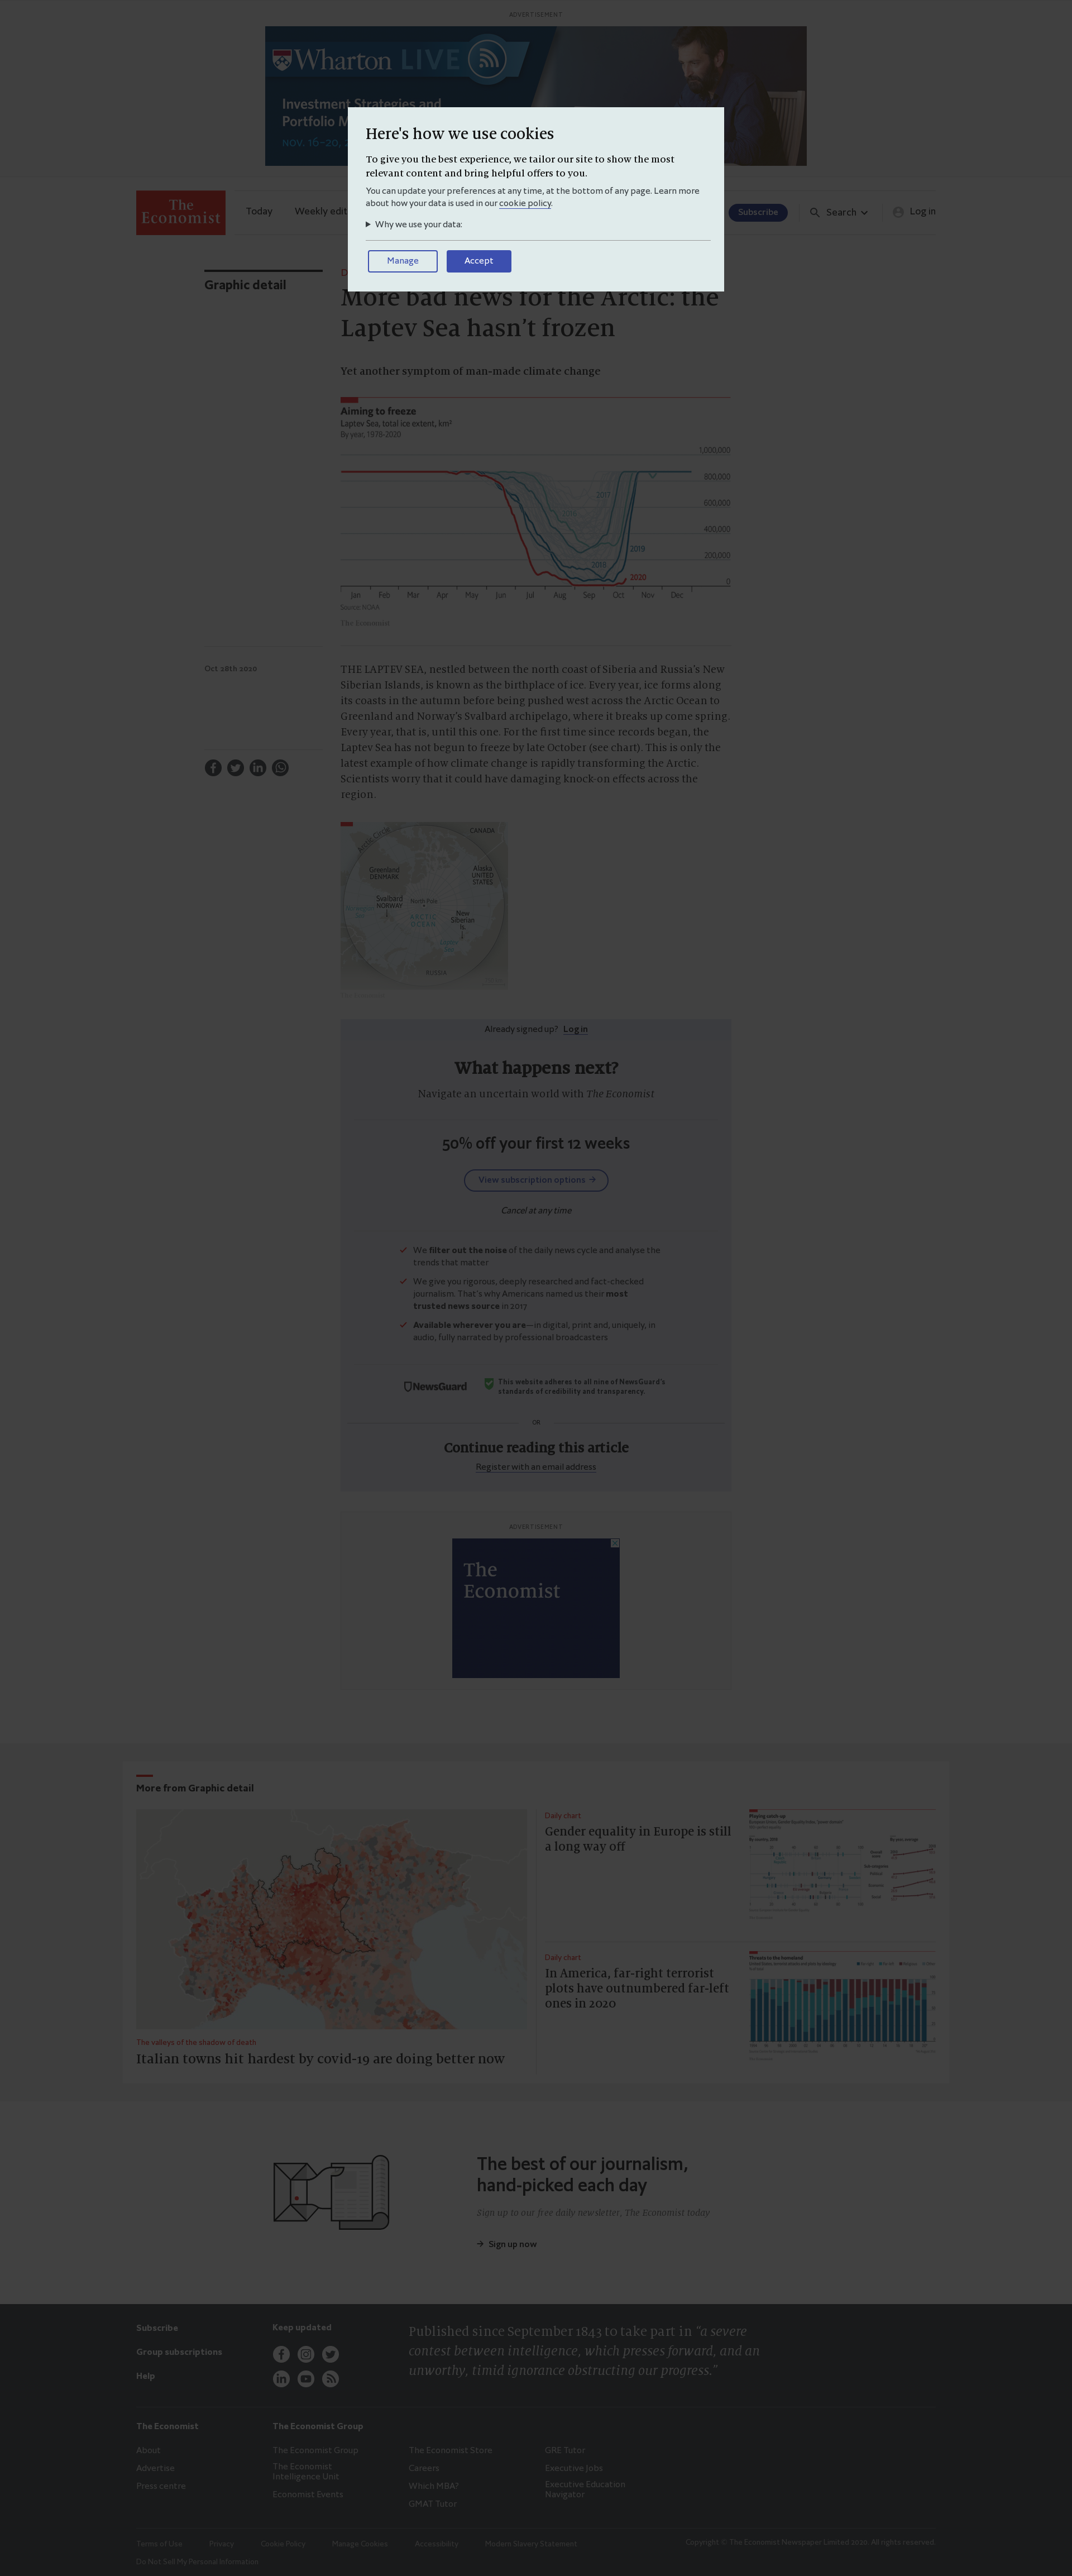 ADVERTISEMENT
Wharton LIVE
Investment Strategies and
Portfolio M
NOV. 16-20, 2
Here's how we use cookies
To give you the best experience, we tailor our site to show the most
relevant content and bring helpful offers to you.
You can update your preferences at any time, at the bottom of any page. Learn more
about how your data is used in our cookie policy.
Why we use your data:
Manage
Accept
The
Economist
Today
Weekly edit
Subscribe
Search
Log in
Graphic detail
D
More bad news for the Arctic: the
Laptev Sea hasn’t frozen
Yet another symptom of man-made climate change
Aiming to freeze
Laptev Sea, total ice extent, km²
By year, 1979-2020
1,000,000
800,000
600,000
400,000
200,000
0
2017
2019
2018
2020
Jan Feb Mar Apr May Jun Jul Aug Sep Oct Nov Dec
Source: NOAA
The Economist
Oct 28th 2020
THE LAPTEV SEA, nestled between the north coast of Siberia and Russia’s New
Siberian Islands, is known as the birthplace of ice. Every year, ice forms along
its coasts in the autumn before being pushed west across the Arctic Ocean to
Greenland and Norway’s Svalbard archipelago, where it breaks up come spring.
Every year, that is, until this one. For the first time since records began, the
Laptev Sea has not begun to freeze by late October (see chart). This is only the
latest example of how climate change is rapidly transforming the Arctic.
Scientists worry that it could have damaging knock-on effects across the
region.
Arctic Circle
CANADA
Greenland
DENMARK
Alaska
UNITED
STATES
Svalbard
NORWAY
North Pole
Norwegian
Sea
ARCTIC
OCEAN
New
Siberian
Is.
Laptev
Sea
RUSSIA
Already signed up? Log in
What happens next?
Navigate an uncertain world with The Economist
50% off your first 12 weeks
View subscription options
Cancel at any time
We filter out the noise of the daily news cycle and analyse the
trends that matter
We give you rigorous, deeply researched and fact-checked
journalism. That’s why Americans named us their most
trusted news source in 2017
Available wherever you are—in digital, print and, uniquely, in
audio, fully narrated by professional broadcasters
NewsGuard
This website adheres to all nine of NewsGuard’s
standards of credibility and transparency.
OR
Continue reading this article
Register with an email address
ADVERTISEMENT
The
Economist
More from Graphic detail
The valleys of the shadow of death
Italian towns hit hardest by covid-19 are doing better now
Daily chart
Gender equality in Europe is still
a long way off
Playing catch-up
Daily chart
In America, far-right terrorist
plots have outnumbered far-left
ones in 2020
Threats to the homeland
The best of our journalism,
hand-picked each day
Sign up to our free daily newsletter, The Economist today
Sign up now
Subscribe
Group subscriptions
Help
Keep updated
Published since September 1843 to take part in “a severe
contest between intelligence, which presses forward, and an
unworthy, timid ignorance obstructing our progress.”
The Economist
About
Advertise
Press centre
The Economist Group
The Economist Group
The Economist
Intelligence Unit
Economist Events
The Economist Store
Careers
Which MBA?
GMAT Tutor
GRE Tutor
Executive Jobs
Executive Education
Navigator
Terms of Use
Privacy
Cookie Policy
Manage Cookies
Accessibility
Modern Slavery Statement
Do Not Sell My Personal Information
Copyright © The Economist Newspaper Limited 2020. All rights reserved.